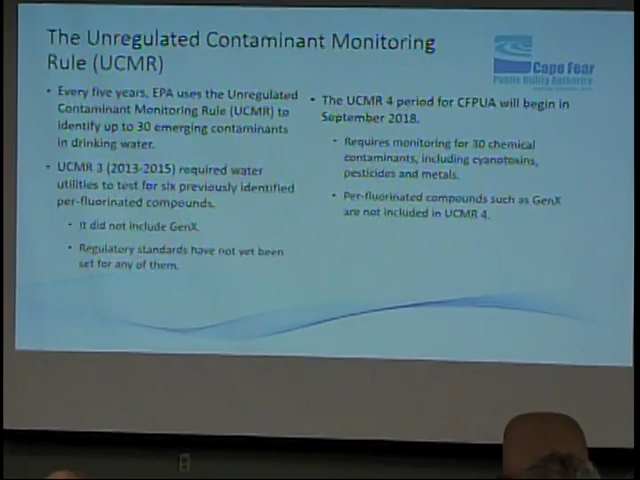 The Unregulated Contaminant Monitoring
Rule (UCMR)
Cape Fear
Public Utility Authority
• Every five years, EPA uses the Unregulated
Contaminant Monitoring Rule (UCMR) to
identify up to 30 emerging contaminants
in drinking water.
• UCMR 3 (2013-2015) required water
utilities to test for six previously identified
per-fluorinated compounds.
• It did not include GenX.
• Regulatory standards have not yet been
set for any of them.
• The UCMR 4 period for CFPUA will begin in
September 2018.
• Requires monitoring for 30 chemical
contaminants, including cyanotoxins,
pesticides and metals.
• Per-fluorinated compounds such as GenX
are not included in UCMR 4.